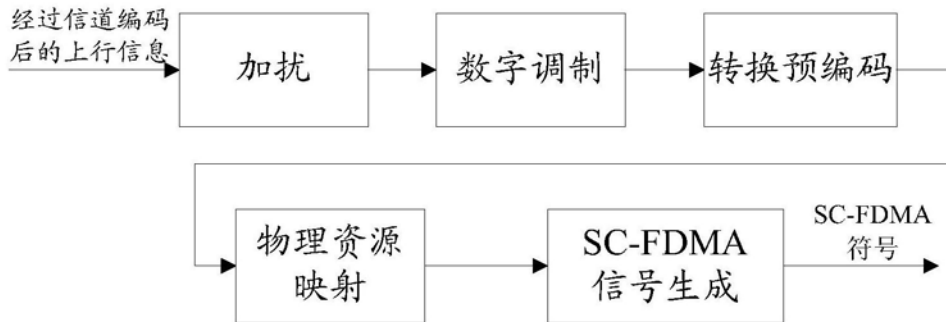 经过信道编码
后的上行信息
加扰
数字调制
转换预编码
物理资源
映射
SC-FDMA
信号生成
SC-FDMA
符号